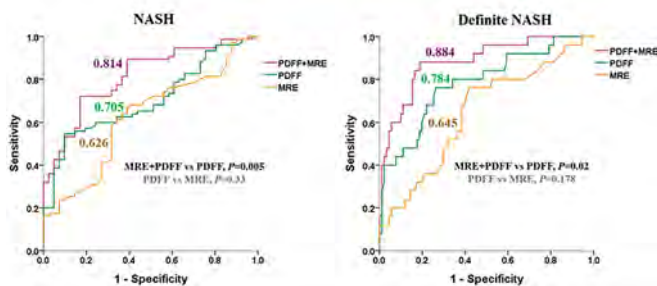 NASH
1.0
0.8
0.6
0.4
0.2
0.0
Sensitivity
0.814
0.705
0.626
PDFF+MRE
PDFF
MRE
MRE+PDFF vs PDFF, P=0.005
PDFF vs MRE, P=0.33
0.0 0.2 0.4 0.6 0.8 1.0
1 - Specificity
Definite NASH
1.0
0.8
0.6
0.4
0.2
0.0
Sensitivity
0.884
0.784
0.645
PDFF+MRE
PDFF
MRE
MRE+PDFF vs PDFF, P=0.02
PDFF vs MRE, P=0.178
0.0 0.2 0.4 0.6 0.8 1.0
1 - Specificity